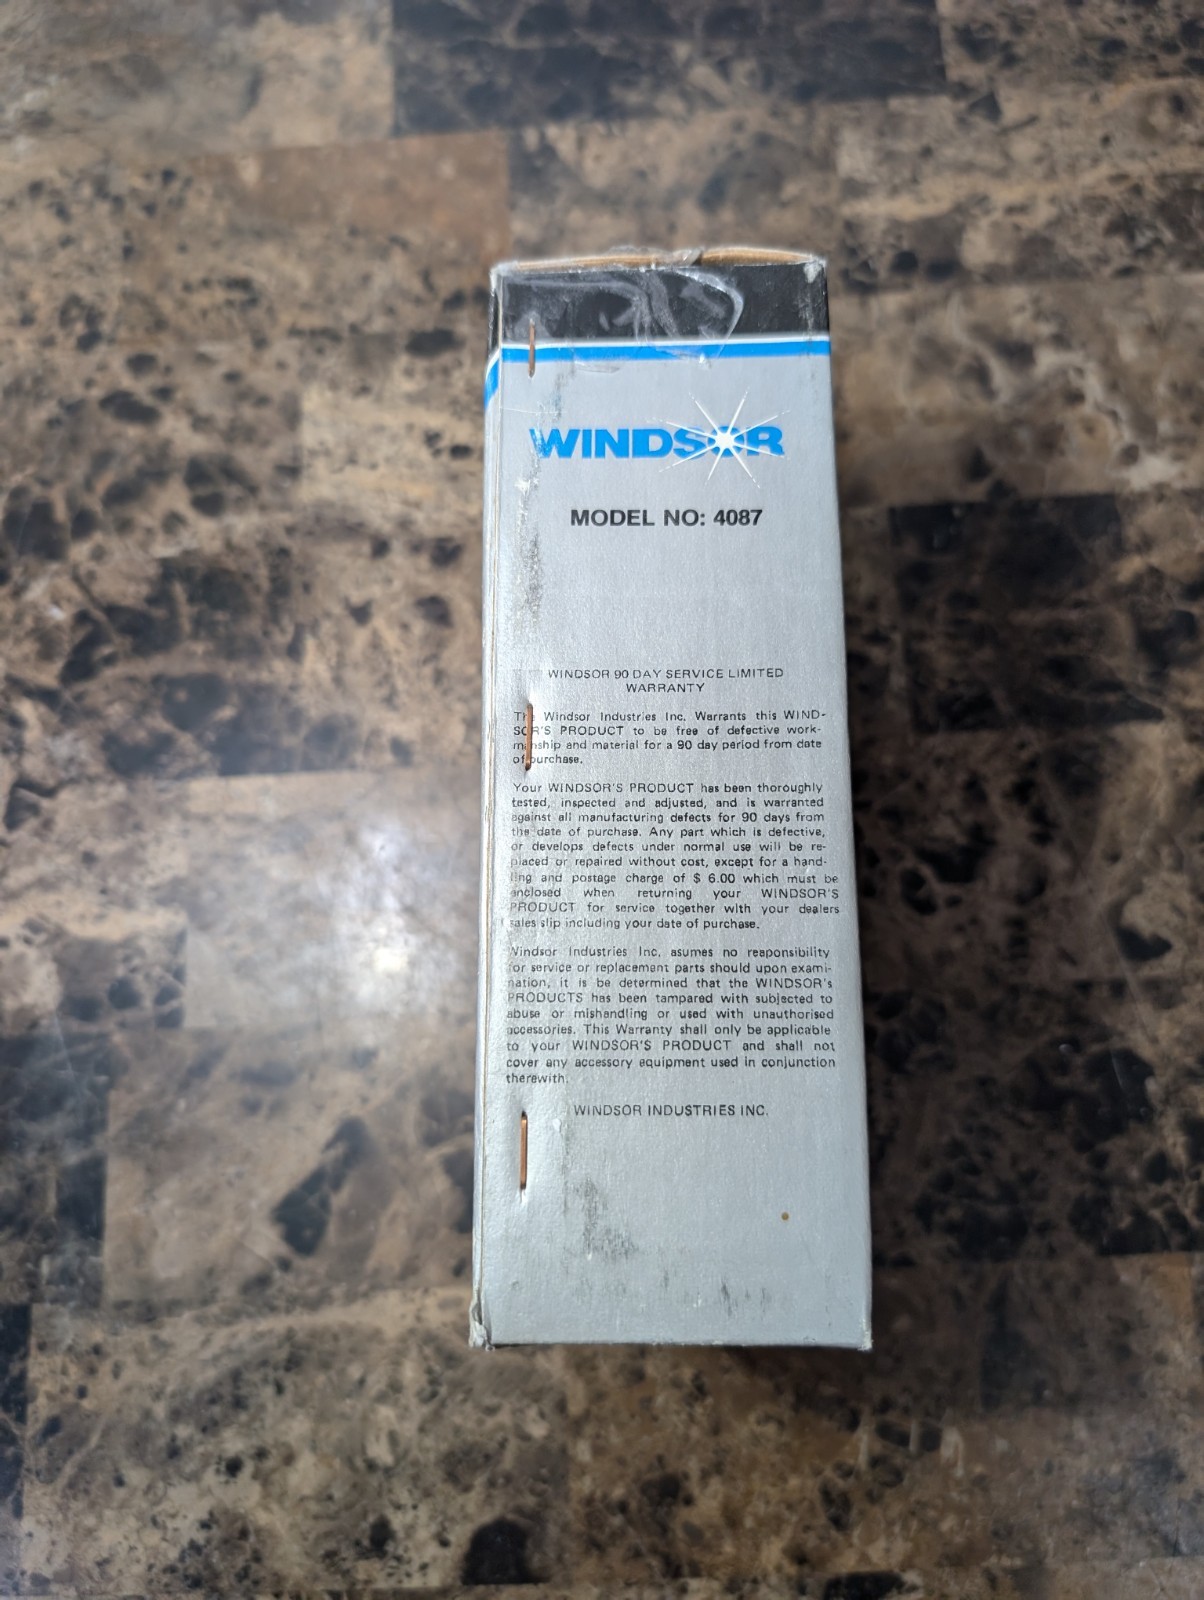 WINDSOR
MODEL NO: 4087
WINDSOR 90 DAY SERVICE LIMITED
WARRANTY
The Windsor Industries Inc. Warrants this WIND-
SOR'S PRODUCT to be free of defective work-
manship and material for a 90 day period from date
of purchase.
Your WINDSOR'S PRODUCT has been thoroughly
tested, inspected and adjusted, and is warranted
against all manufacturing defects for 90 days from
the date of purchase. Any part which is defective,
or develops defects under normal use will be re-
placed or repaired without cost, except for a hand-
ling and postage charge of $ 6.00 which must be
enclosed when returning your WINDSOR'S
PRODUCT for service together with your dealers
sales slip including your date of purchase.
Windsor Industries Inc. asumes no responsibility
for service or replacement parts should upon exami-
nation, it is be determined that the WINDSOR's
PRODUCTS has been tampared with subjected to
abuse or mishandling or used with unauthorised
accessories. This Warranty shall only be applicable
to your WINDSOR'S PRODUCT and shall not
cover any accessory equipment used in conjunction
therewith.
WINDSOR INDUSTRIES INC.